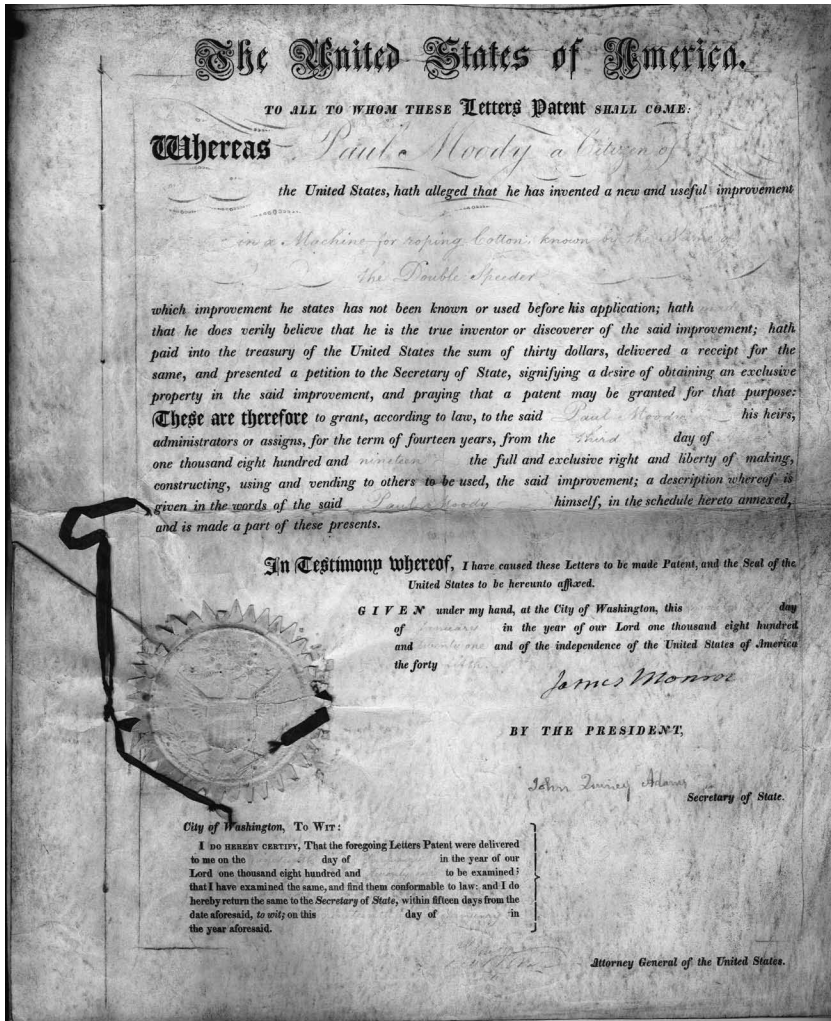 The United States of America.
TO ALL TO WHOM THESE Letters Patent SHALL COME:
Whereas Paul Moody a Citizen of
the United States, hath alleged that he has invented a new and useful improvement
in a Machine for roping Cotton, known by the Name of
the Double Speeder
which improvement he states has not been known or used before his application; hath
that he does verily believe that he is the true inventor or discoverer of the said improvement; hath
paid into the treasury of the United States the sum of thirty dollars, delivered a receipt for the
same, and presented a petition to the Secretary of State, signifying a desire of obtaining an exclusive
property in the said improvement, and praying that a patent may be granted for that purpose:
These are therefore to grant, according to law, to the said Paul Moody his heirs,
administrators or assigns, for the term of fourteen years, from the third day of
one thousand eight hundred and nineteen the full and exclusive right and liberty of making,
constructing, using and vending to others to be used, the said improvement; a description whereof is
given in the words of the said Paul Moody himself, in the schedule hereto annexed,
and is made a part of these presents.
In Testimony whereof, I have caused these Letters to be made Patent, and the Seal of the
United States to be hereunto affixed.
GIVEN under my hand, at the City of Washington, this day
of January in the year of our Lord one thousand eight hundred
and twenty one and of the independence of the United States of America
the forty fifth.
James Monroe
BY THE PRESIDENT,
John Quincy Adams
Secretary of State.
City of Washington, To Wit:
I DO HEREBY CERTIFY, That the foregoing Letters Patent were delivered
to me on the day of in the year of our
Lord one thousand eight hundred and to be examined;
that I have examined the same, and find them conformable to law: and I do
hereby return the same to the Secretary of State, within fifteen days from the
date aforesaid, to wit; on this day of in
the year aforesaid.
Attorney General of the United States.